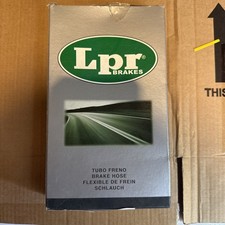 Lpr
BRAKES
TUBO FRENO
BRAKE HOSE
FLEXIBLE DE FREIN
SCHLAUCH
THIS